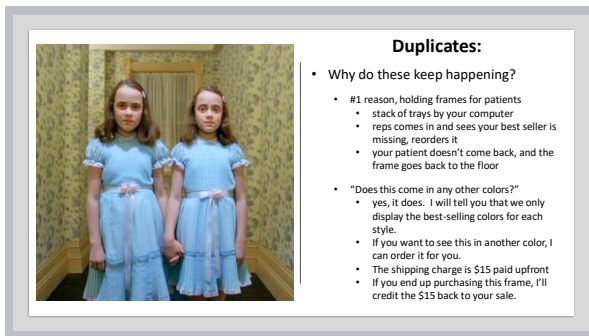 Duplicates:
• Why do these keep happening?
• #1 reason, holding frames for patients
• stack of trays by your computer
• reps comes in and sees your best seller is
missing, reorders it
• your patient doesn't come back, and the
frame goes back to the floor
• "Does this come in any other colors?"
• yes, it does.  I will tell you that we only
display the best-selling colors for each
style.
• If you want to see this in another color, I
can order it for you.
• The shipping charge is $15 paid upfront
• If you end up purchasing this frame, I'll
credit the $15 back to your sale.